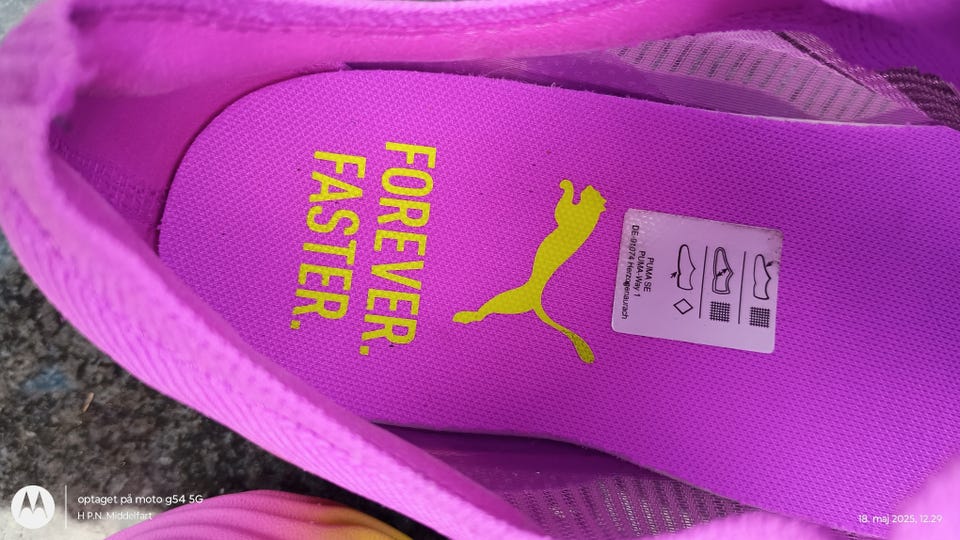 FOREVER.
FASTER.
PUMA SE
PUMA-Way 1
DE-91074 Herzogenaurach
optaget på moto g54 5G
H P.N. Middelfart
18. maj 2025, 12.29